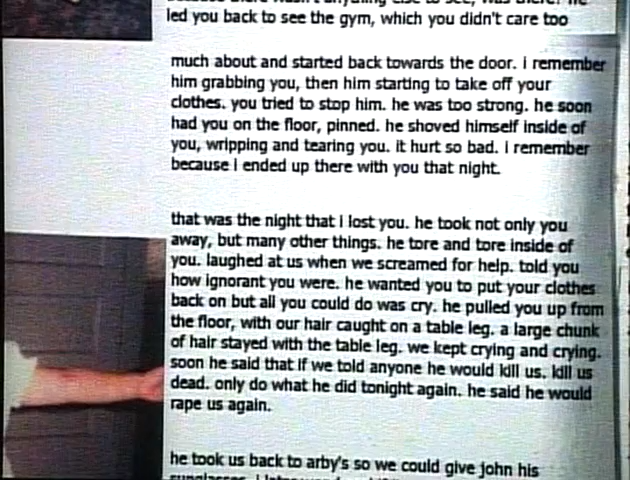 led you back to see the gym, which you didn't care too
much about and started back towards the door. i remember
him grabbing you, then him starting to take off your
clothes. you tried to stop him. he was too strong. he soon
had you on the floor, pinned. he shoved himself inside of
you, wripping and tearing you. it hurt so bad. i remember
because i ended up there with you that night.
that was the night that i lost you. he took not only you
away, but many other things. he tore and tore inside of
you. laughed at us when we screamed for help. told you
how ignorant you were. he wanted you to put your clothes
back on but all you could do was cry. he pulled you up from
the floor, with our hair caught on a table leg. a large chunk
of hair stayed with the table leg. we kept crying and crying.
soon he said that if we told anyone he would kill us. kill us
dead. only do what he did tonight again. he said he would
rape us again.
he took us back to arby's so we could give john his